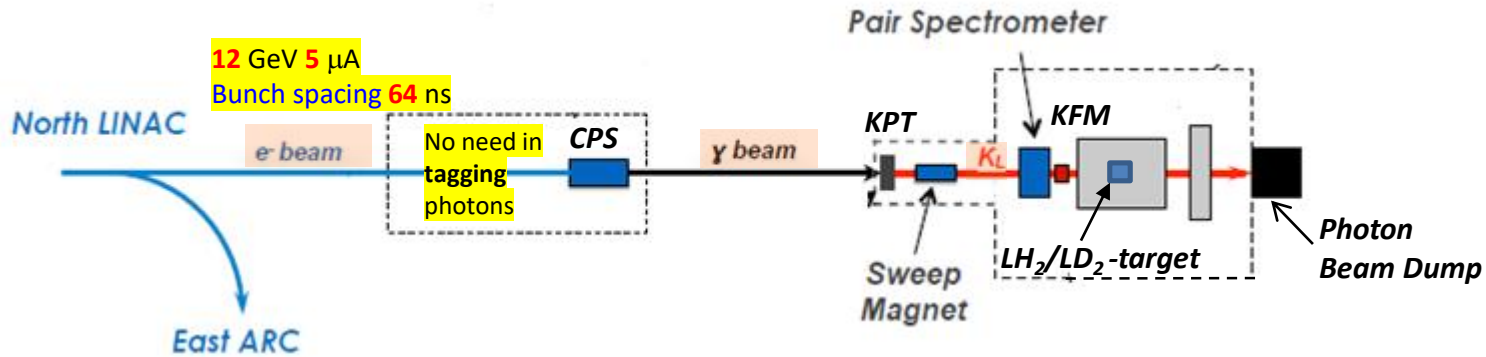 Pair Spectrometer
12 GeV 5 μA
Bunch spacing 64 ns
North LINAC
e⁻ beam
No need in
tagging
photons
CPS
γ beam
KPT
K_L
KFM
Sweep
Magnet
LH₂/LD₂-target
Photon
Beam Dump
East ARC